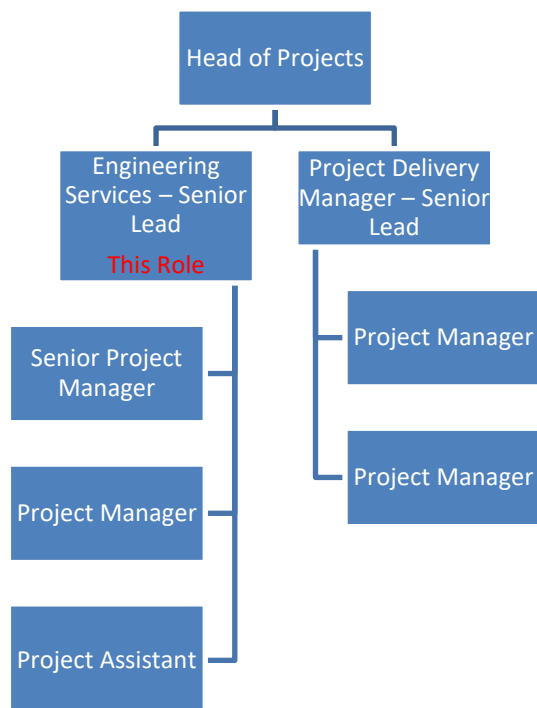 Head of Projects
Engineering
Services – Senior
Lead
This Role
Project Delivery
Manager – Senior
Lead
Senior Project
Manager
Project Manager
Project Assistant
Project Manager
Project Manager